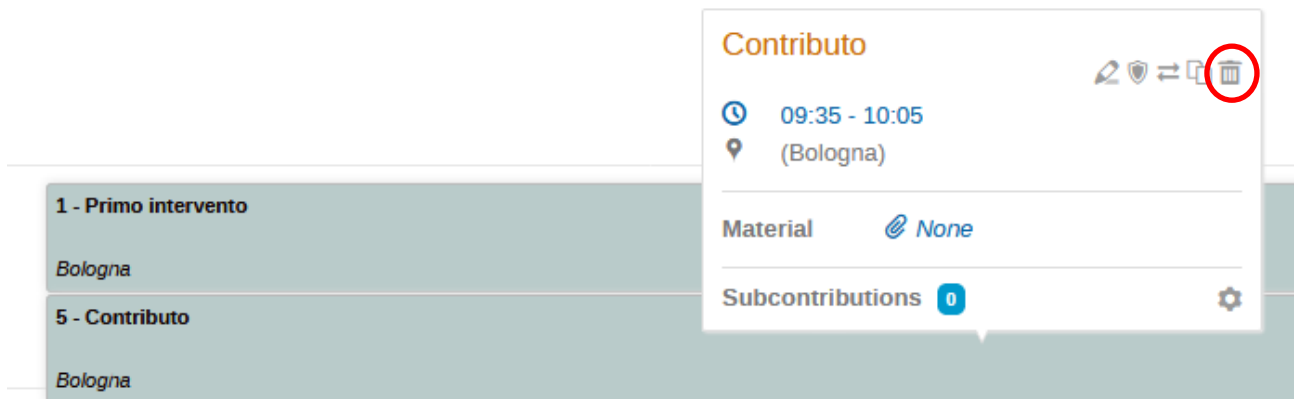 Contributo
09:35 - 10:05
(Bologna)
Material None
Subcontributions 0
1 - Primo intervento
Bologna
5 - Contributo
Bologna